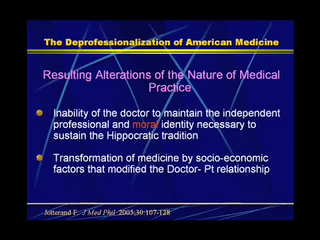 The Deprofessionalization of American Medicine
Resulting Alterations of the Nature of Medical
Practice
Inability of the doctor to maintain the independent
professional and moral identity necessary to
sustain the Hippocratic tradition
Transformation of medicine by socio-economic
factors that modified the Doctor- Pt relationship
Jotterand F. J Med Phil. 2005;30:107-128